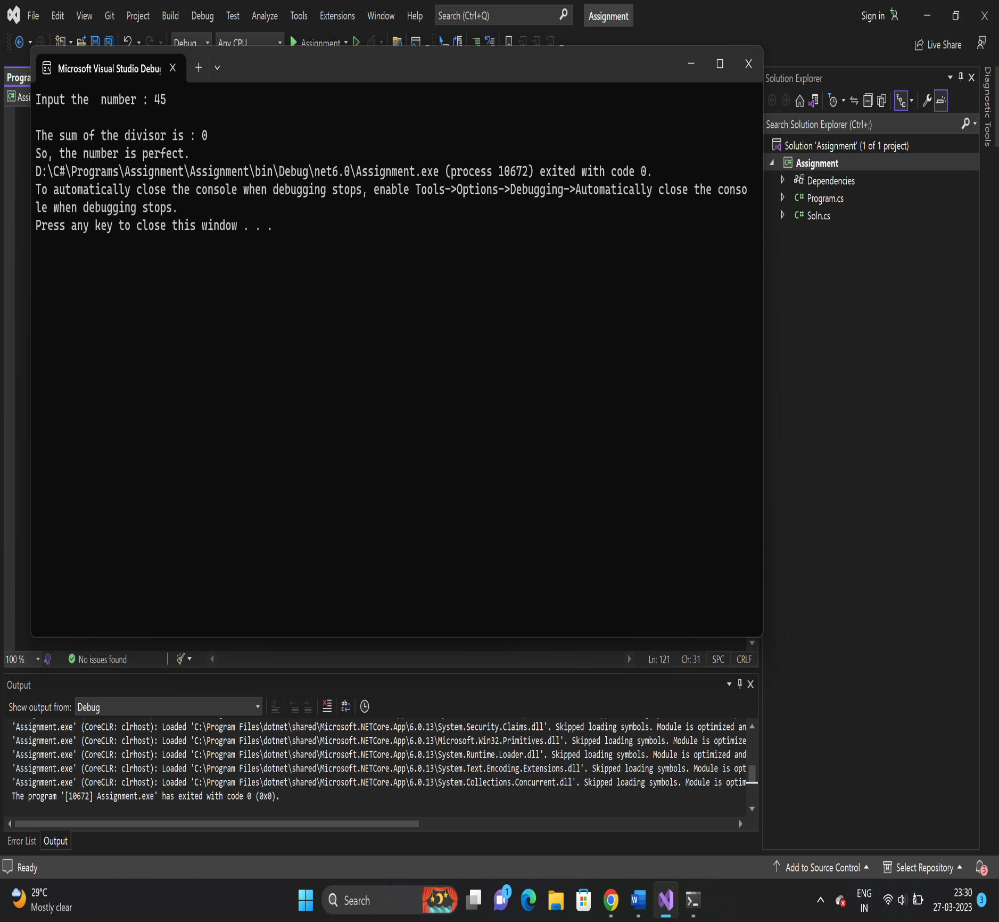 File Edit View Git Project Build Debug Test Analyze Tools Extensions Window Help Search (Ctrl+Q) Assignment Sign in
Debug Any CPU Assignment Live Share
Microsoft Visual Studio Debu
Progra
Assi
Input the  number : 45
The sum of the divisor is : 0
So, the number is perfect.
D:\C#\Programs\Assignment\Assignment\bin\Debug\net6.0\Assignment.exe (process 10672) exited with code 0.
To automatically close the console when debugging stops, enable Tools->Options->Debugging->Automatically close the conso
le when debugging stops.
Press any key to close this window . . .
Solution Explorer
Search Solution Explorer (Ctrl+;)
Solution 'Assignment' (1 of 1 project)
C# Assignment
Dependencies
C# Program.cs
C# Soln.cs
Diagnostic Tools
100 % No issues found Ln: 121 Ch: 31 SPC CRLF
Output
Show output from: Debug
'Assignment.exe' (CoreCLR: clrhost): Loaded 'C:\Program Files\dotnet\shared\Microsoft.NETCore.App\6.0.13\System.Security.Claims.dll'. Skipped loading symbols. Module is optimized an
'Assignment.exe' (CoreCLR: clrhost): Loaded 'C:\Program Files\dotnet\shared\Microsoft.NETCore.App\6.0.13\Microsoft.Win32.Primitives.dll'. Skipped loading symbols. Module is optimize
'Assignment.exe' (CoreCLR: clrhost): Loaded 'C:\Program Files\dotnet\shared\Microsoft.NETCore.App\6.0.13\System.Runtime.Loader.dll'. Skipped loading symbols. Module is optimized and
'Assignment.exe' (CoreCLR: clrhost): Loaded 'C:\Program Files\dotnet\shared\Microsoft.NETCore.App\6.0.13\System.Text.Encoding.Extensions.dll'. Skipped loading symbols. Module is opt
'Assignment.exe' (CoreCLR: clrhost): Loaded 'C:\Program Files\dotnet\shared\Microsoft.NETCore.App\6.0.13\System.Collections.Concurrent.dll'. Skipped loading symbols. Module is optim
The program '[10672] Assignment.exe' has exited with code 0 (0x0).
Error List Output
Ready Add to Source Control Select Repository 3
29°C
Mostly clear
Search
1
ENG
IN
23:30
27-03-2023
3